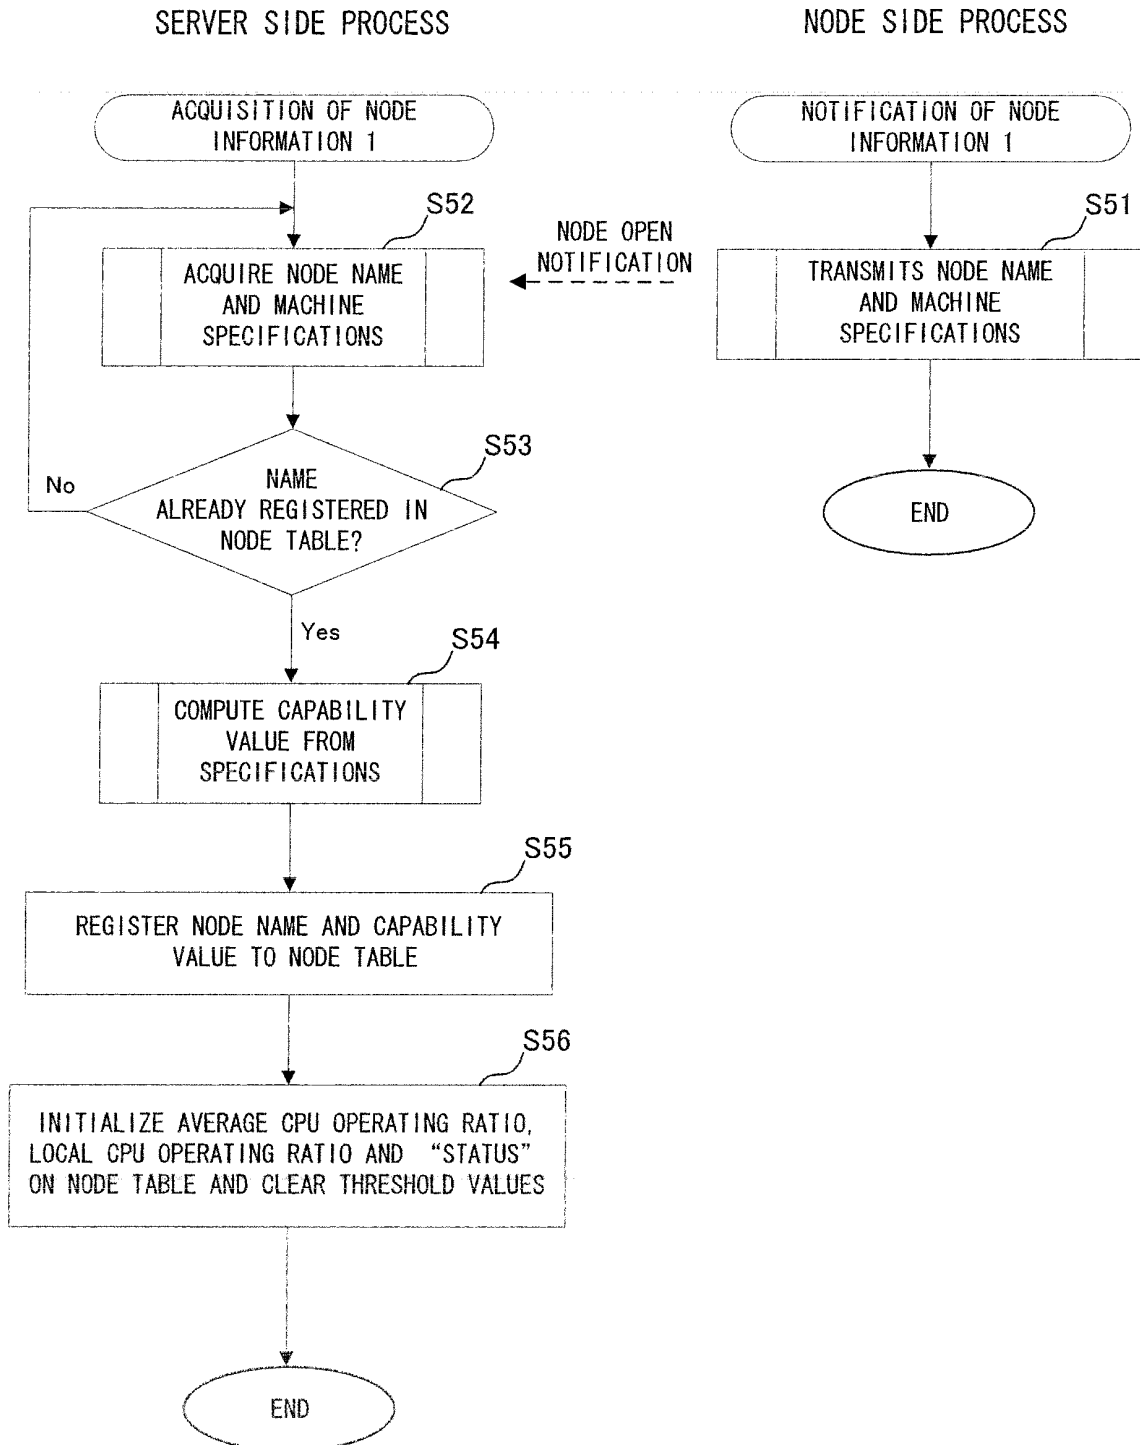 SERVER SIDE PROCESS
NODE SIDE PROCESS
ACQUISITION OF NODE
INFORMATION 1
NOTIFICATION OF NODE
INFORMATION 1
S52
S51
NODE OPEN
NOTIFICATION
ACQUIRE NODE NAME
AND MACHINE
SPECIFICATIONS
TRANSMITS NODE NAME
AND MACHINE
SPECIFICATIONS
S53
No
NAME
ALREADY REGISTERED IN
NODE TABLE?
END
Yes
S54
COMPUTE CAPABILITY
VALUE FROM
SPECIFICATIONS
S55
REGISTER NODE NAME AND CAPABILITY
VALUE TO NODE TABLE
S56
INITIALIZE AVERAGE CPU OPERATING RATIO,
LOCAL CPU OPERATING RATIO AND “STATUS”
ON NODE TABLE AND CLEAR THRESHOLD VALUES
END